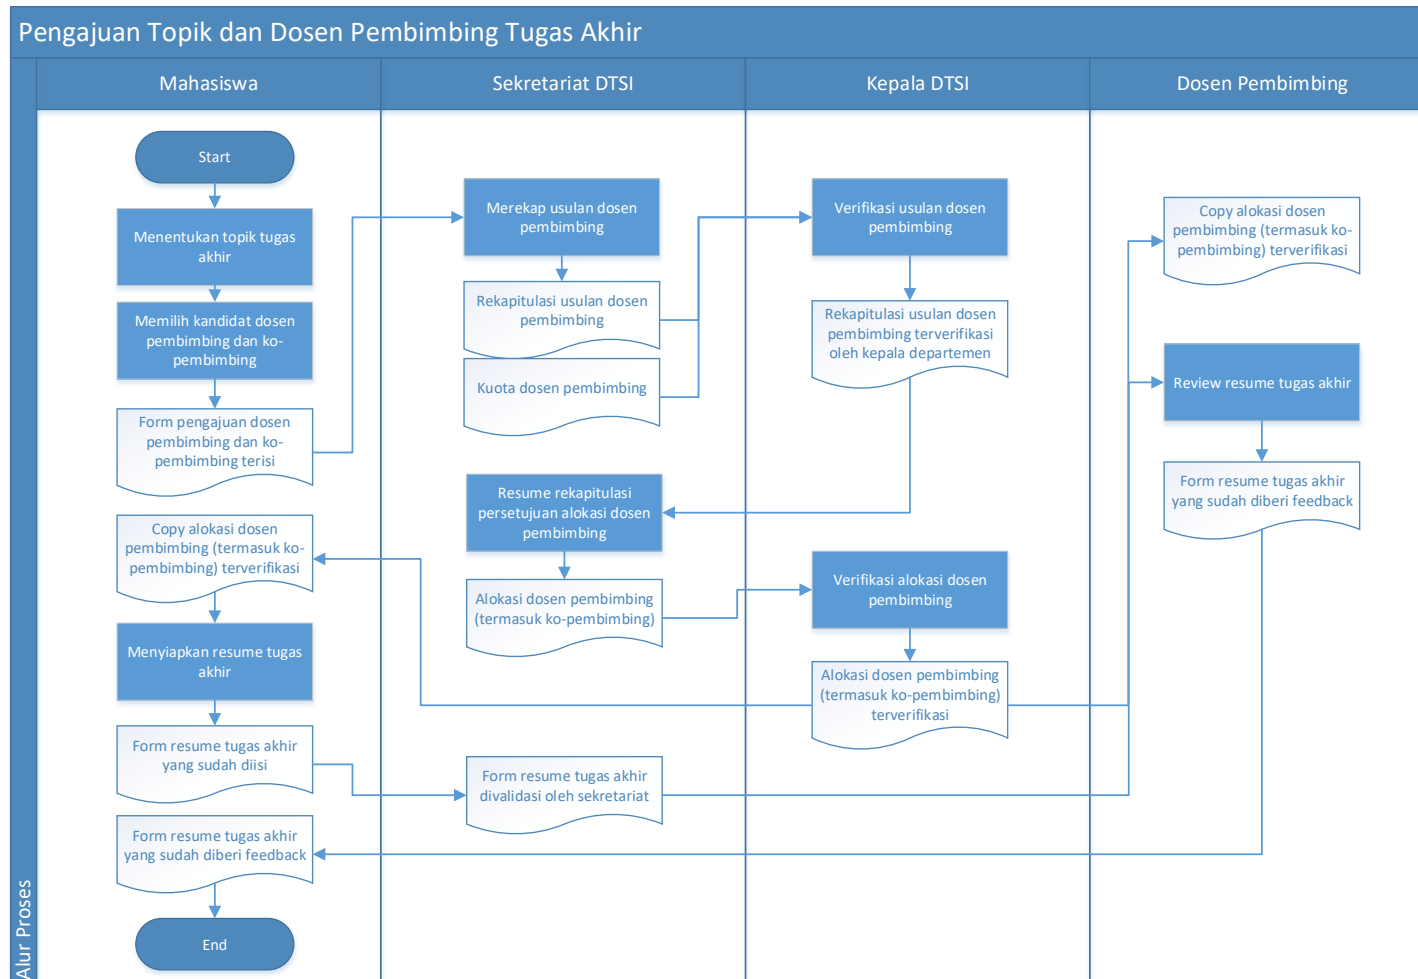 Pengajuan Topik dan Dosen Pembimbing Tugas Akhir
Mahasiswa
Sekretariat DTSI
Kepala DTSI
Dosen Pembimbing
Alur Proses
Start
Menentukan topik tugas
akhir
Memilih kandidat dosen
pembimbing dan ko-
pembimbing
Form pengajuan dosen
pembimbing dan ko-
pembimbing terisi
Copy alokasi dosen
pembimbing (termasuk ko-
pembimbing) terverifikasi
Menyiapkan resume tugas
akhir
Form resume tugas akhir
yang sudah diisi
Form resume tugas akhir
yang sudah diberi feedback
End
Merekap usulan dosen
pembimbing
Rekapitulasi usulan dosen
pembimbing
Kuota dosen pembimbing
Resume rekapitulasi
persetujuan alokasi dosen
pembimbing
Alokasi dosen pembimbing
(termasuk ko-pembimbing)
Form resume tugas akhir
divalidasi oleh sekretariat
Verifikasi usulan dosen
pembimbing
Rekapitulasi usulan dosen
pembimbing terverifikasi
oleh kepala departemen
Verifikasi alokasi dosen
pembimbing
Alokasi dosen pembimbing
(termasuk ko-pembimbing)
terverifikasi
Copy alokasi dosen
pembimbing (termasuk ko-
pembimbing) terverifikasi
Review resume tugas akhir
Form resume tugas akhir
yang sudah diberi feedback